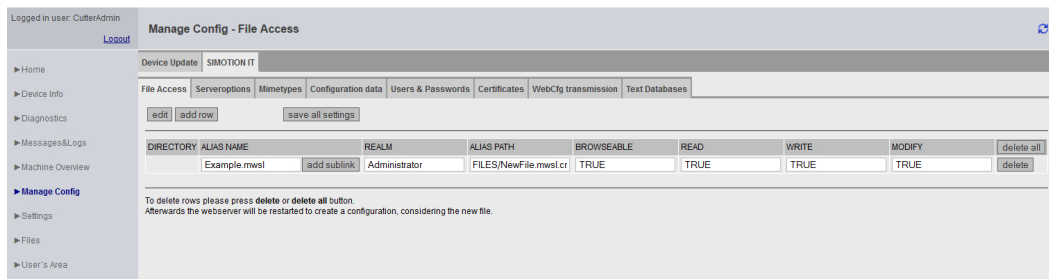 Logged in user: CutterAdmin
Logout
Manage Config - File Access
►Home
►Device Info
►Diagnostics
►Messages&Logs
►Machine Overview
►Manage Config
►Settings
►Files
►User's Area
Device Update SIMOTION IT
File Access Serveroptions Mimetypes Configuration data Users & Passwords Certificates WebCfg transmission Text Databases
edit add row save all settings
DIRECTORY ALIAS NAME REALM ALIAS PATH BROWSEABLE READ WRITE MODIFY delete all
Example.mwsl add sublink Administrator FILES/NewFile.mwsl.cr TRUE TRUE TRUE TRUE delete
To delete rows please press delete or delete all button.
Afterwards the webserver will be restarted to create a configuration, considering the new file.